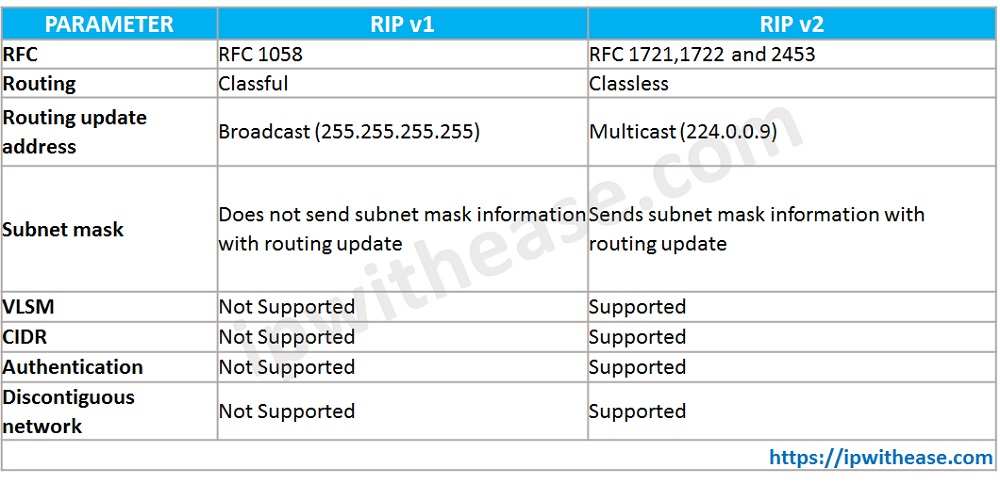 PARAMETER RIP v1 RIP v2
RFC RFC 1058 RFC 1721,1722 and 2453
Routing Classful Classless
Routing update
address Broadcast (255.255.255.255) Multicast (224.0.0.9)
Subnet mask Does not send subnet mask information
with routing update Sends subnet mask information with
routing update
VLSM Not Supported Supported
CIDR Not Supported Supported
Authentication Not Supported Supported
Discontiguous
network Not Supported Supported
https://ipwithease.com
ipwithease.com